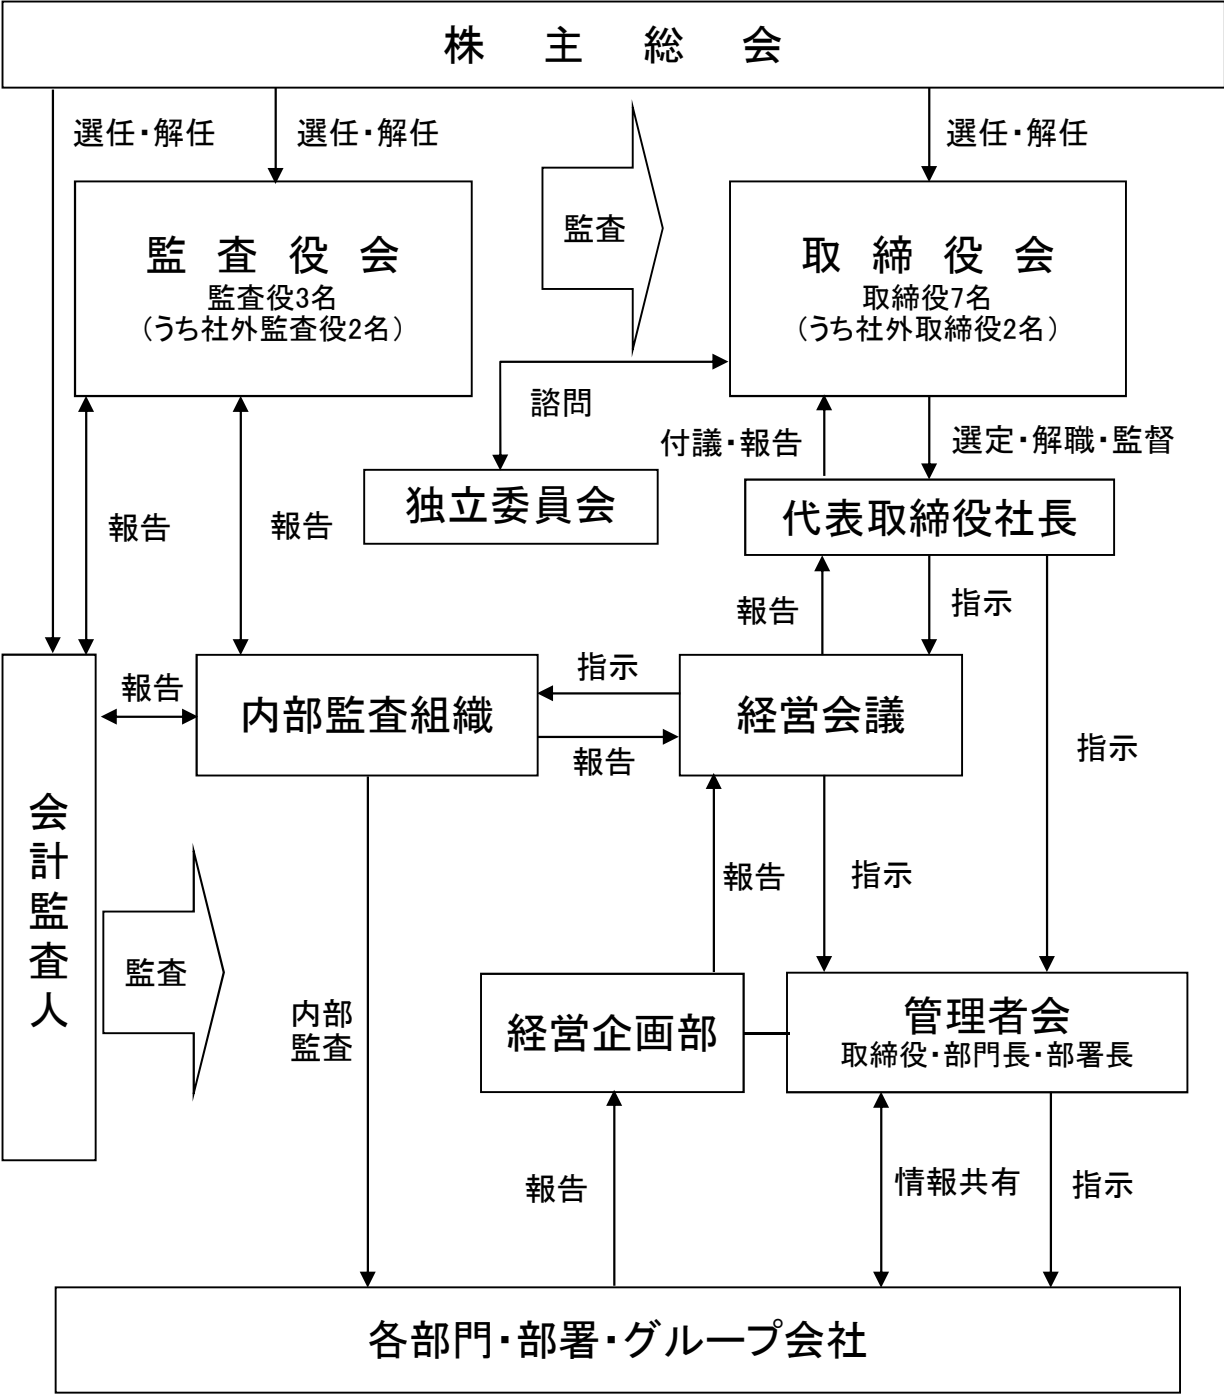 株主総会
選任・解任
選任・解任
選任・解任
監査役会
監査役3名
（うち社外監査役2名）
監査
取締役会
取締役7名
（うち社外取締役2名）
諮問
付議・報告
選定・解職・監督
独立委員会
代表取締役社長
報告
報告
報告
指示
報告
内部監査組織
指示
報告
経営会議
指示
会計監査人
監査
内部
監査
報告
指示
経営企画部
管理者会
取締役・部門長・部署長
報告
情報共有
指示
各部門・部署・グループ会社